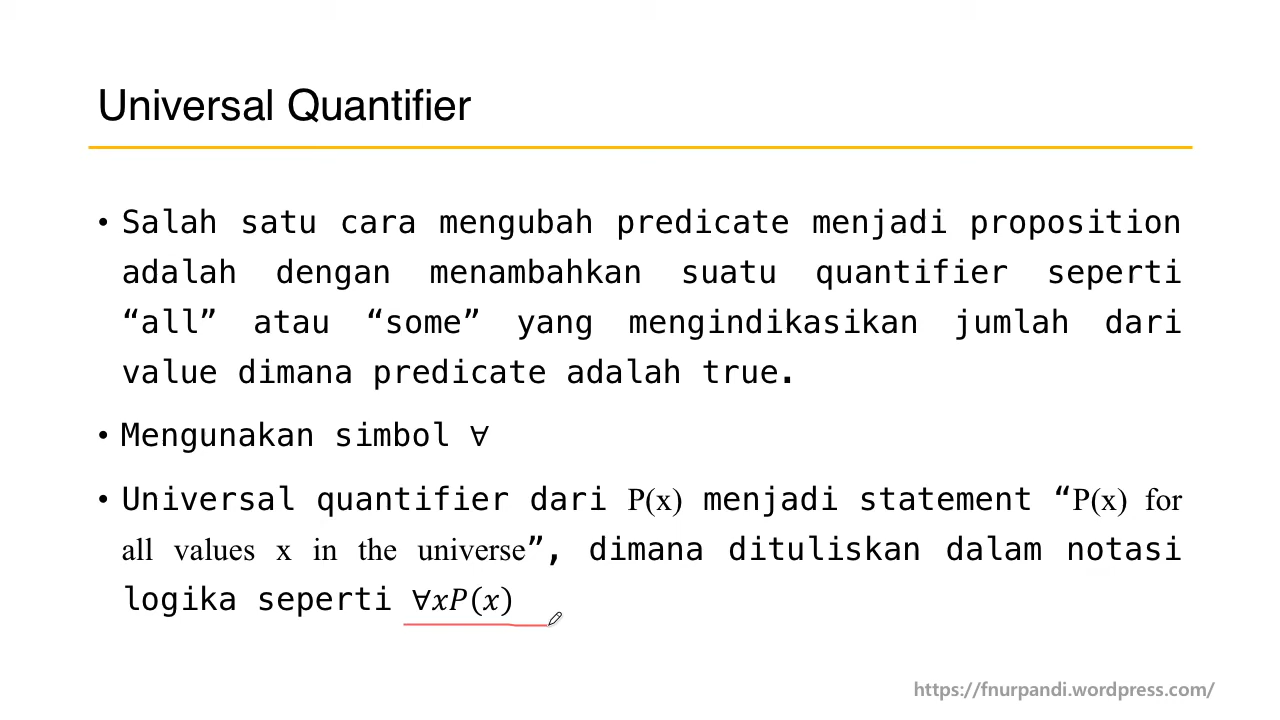 Universal Quantifier
• Salah satu cara mengubah predicate menjadi proposition
adalah dengan menambahkan suatu quantifier seperti
“all” atau “some” yang mengindikasikan jumlah dari
value dimana predicate adalah true.
• Mengunakan simbol ∀
• Universal quantifier dari P(x) menjadi statement “P(x) for
all values x in the universe”, dimana dituliskan dalam notasi
logika seperti ∀𝑥𝑃(𝑥)
https://fnurpandi.wordpress.com/